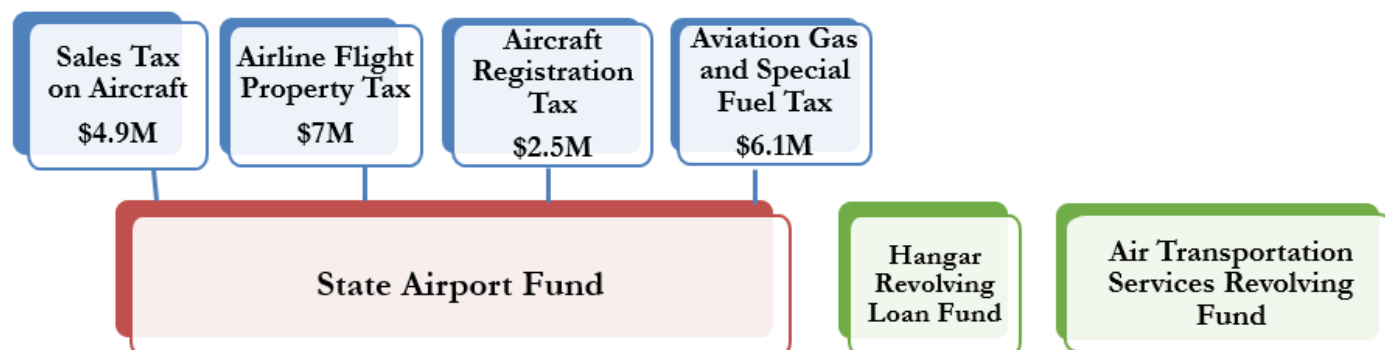 Sales Tax
on Aircraft
$4.9M
Airline Flight
Property Tax
$7M
Aircraft
Registration
Tax
$2.5M
Aviation Gas
and Special
Fuel Tax
$6.1M
State Airport Fund
Hangar
Revolving
Loan Fund
Air Transportation
Services Revolving
Fund